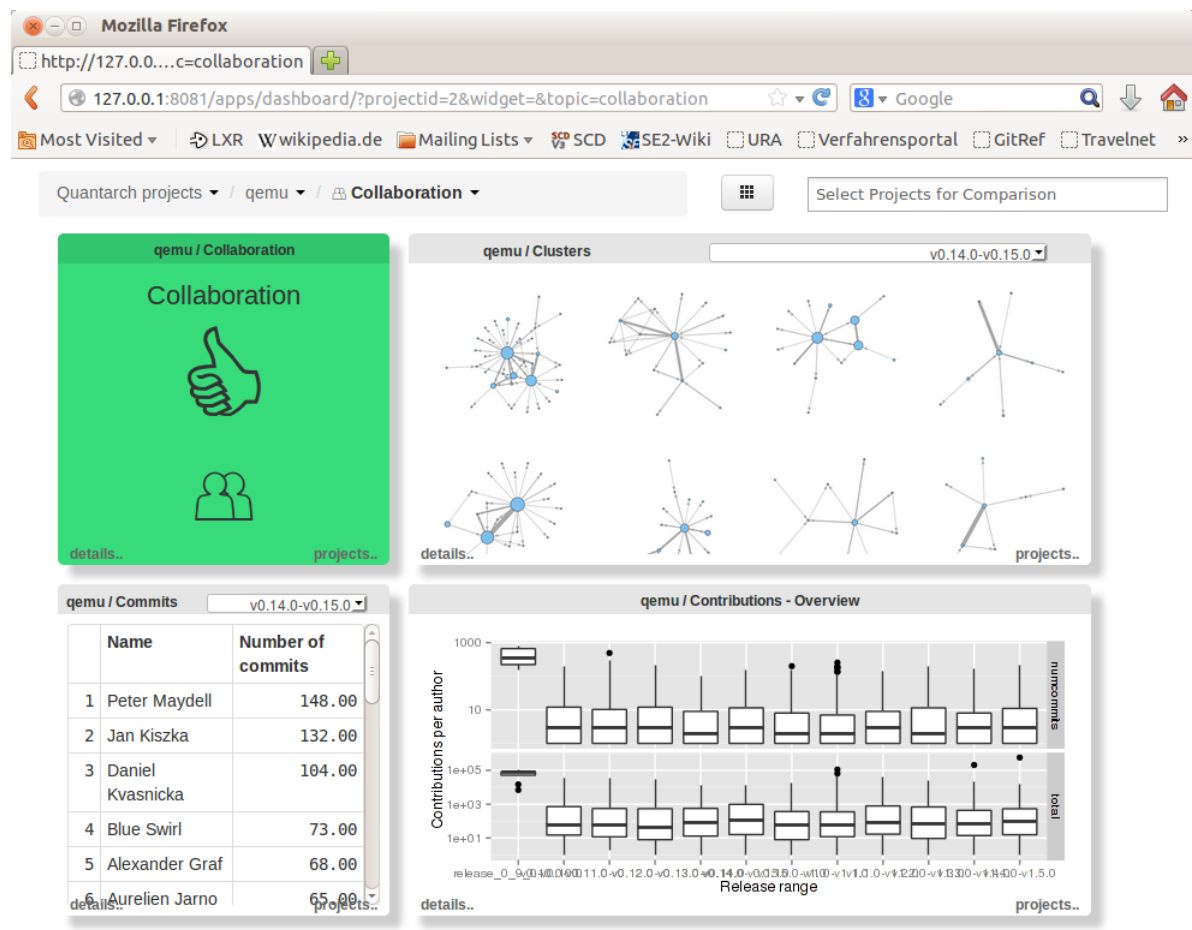 Mozilla Firefox
http://127.0.0....c=collaboration
127.0.0.1:8081/apps/dashboard/?projectid=2&widget=&topic=collaboration
Google
Most Visited LXR W wikipedia.de Mailing Lists SCD SE2-Wiki URA Verfahrensportal GitRef Travelnet »
Quantarch projects / qemu / Collaboration
Select Projects for Comparison
qemu / Collaboration
Collaboration
details..
projects..
qemu / Clusters
v0.14.0-v0.15.0
details..
projects..
qemu / Commits
v0.14.0-v0.15.0
Name Number of
commits
1 Peter Maydell 148.00
2 Jan Kiszka 132.00
3 Daniel
Kvasnicka 104.00
4 Blue Swirl 73.00
5 Alexander Graf 68.00
6 Aurelien Jarno 65.00
details..
projects..
qemu / Contributions - Overview
Contributions per author
1000
10
numcommits
1e+05
1e+03
1e+01
total
Release range
details..
projects..